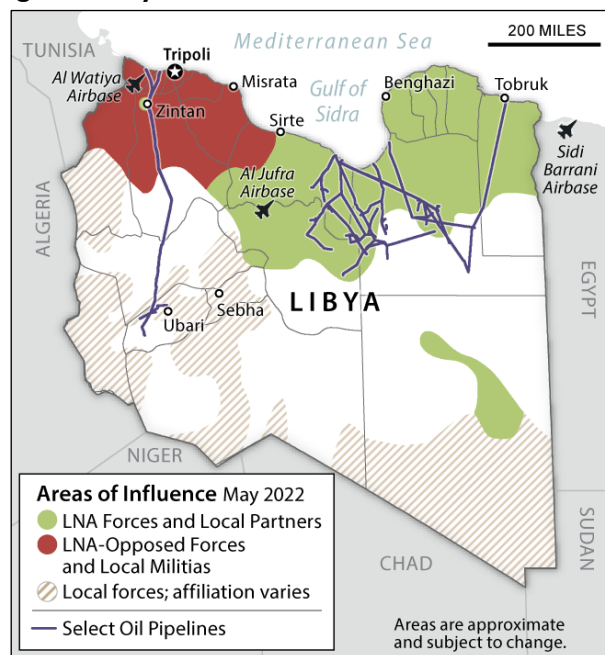 TUNISIA
Mediterranean Sea
200 MILES
Tripoli
Al Watiya
Airbase
Misrata
Gulf of
Sidra
Benghazi
Tobruk
Zintan
Sirte
Sidi
Barrani
Airbase
Al Jufra
Airbase
ALGERIA
EGYPT
LIBYA
Sebha
Ubari
NIGER
CHAD
SUDAN
Areas of Influence May 2022
LNA Forces and Local Partners
LNA-Opposed Forces
and Local Militias
Local forces; affiliation varies
Select Oil Pipelines
Areas are approximate
and subject to change.